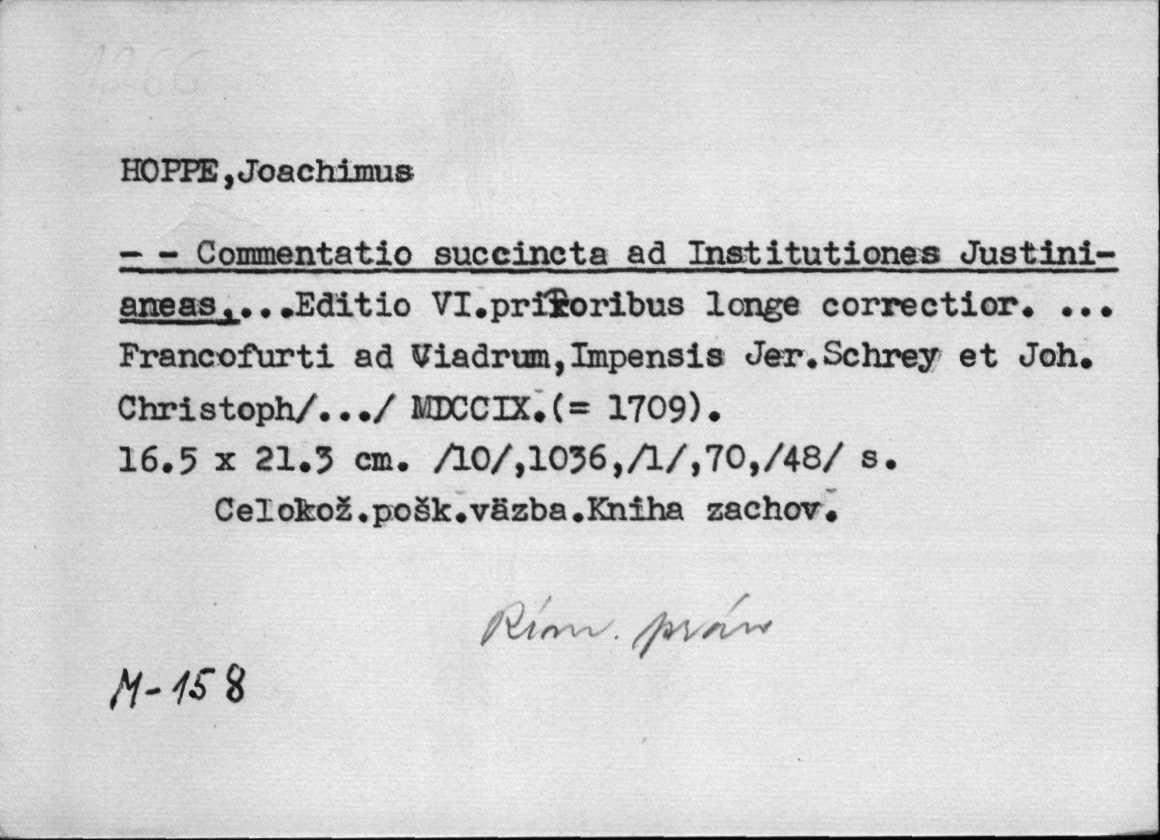 HOPPE,Joachimus
- - Commentatio succincta ad Institutiones Justini-
aneas,...Editio VI.prioribus longe correctior. ...
Francofurti ad Viadrum,Impensis Jer.Schrey et Joh.
Christoph/.../ MDCCIX.(= 1709).
16.5 x 21.3 cm. /10/,1036,/1/,70,/48/ s.
Celokož.pošk.väzba.Kniha zachov.
Rím. právo
M-158